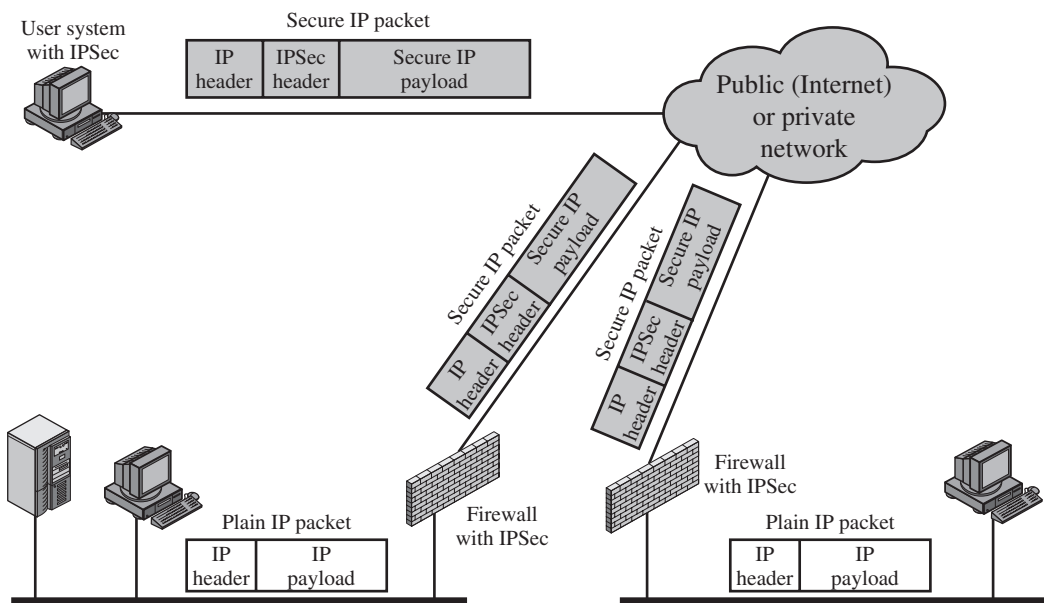 User system
with IPSec
Secure IP packet
IP
header
IPSec
header
Secure IP
payload
Public (Internet)
or private
network
Secure IP packet
IP
header
IPSec
header
Secure IP
payload
Secure IP packet
IP
header
IPSec
header
Secure IP
payload
Firewall
with IPSec
Firewall
with IPSec
Plain IP packet
IP
header
IP
payload
Plain IP packet
IP
header
IP
payload